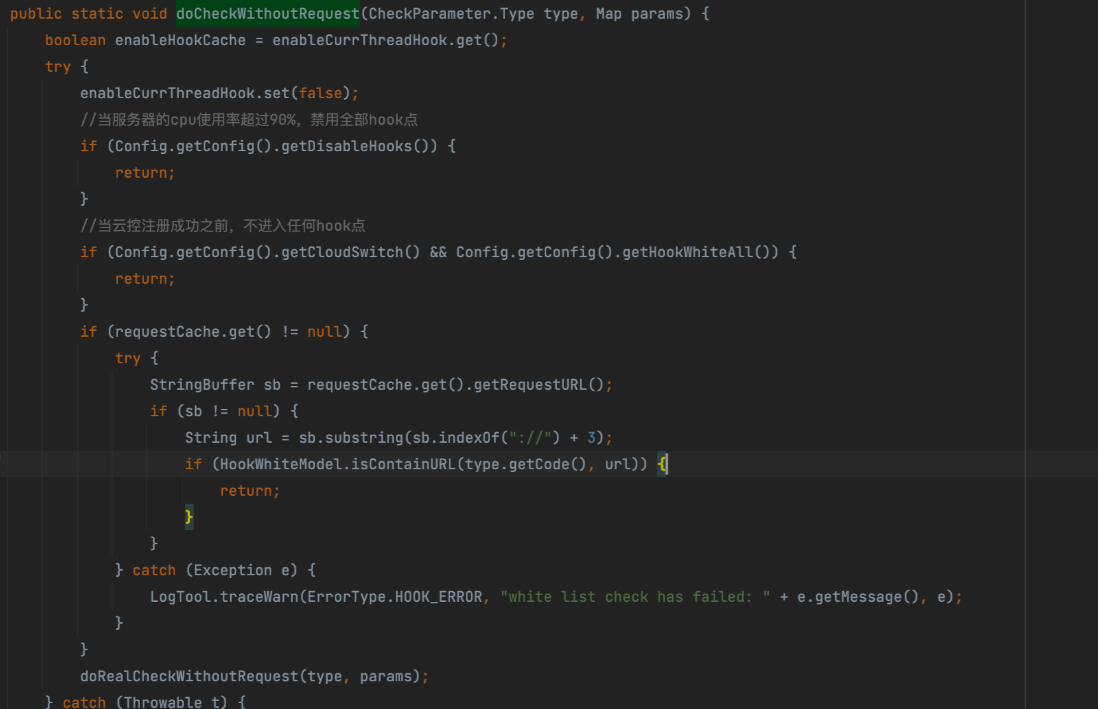 public static void doCheckWithoutRequest(CheckParameter.Type type, Map params) {
boolean enableHookCache = enableCurrThreadHook.get();
try {
enableCurrThreadHook.set(false);
//当服务器的cpu使用率超过90%，禁用全部hook点
if (Config.getConfig().getDisableHooks()) {
return;
}
//当云控注册成功之前，不进入任何hook点
if (Config.getConfig().getCloudSwitch() && Config.getConfig().getHookWhiteAll()) {
return;
}
if (requestCache.get() != null) {
try {
StringBuffer sb = requestCache.get().getRequestURL();
if (sb != null) {
String url = sb.substring(sb.indexOf("://") + 3);
if (HookWhiteModel.isContainURL(type.getCode(), url)) {
return;
}
}
} catch (Exception e) {
LogTool.traceWarn(ErrorType.HOOK_ERROR, "white list check has failed: " + e.getMessage(), e);
}
}
doRealCheckWithoutRequest(type, params);
} catch (Throwable t) {